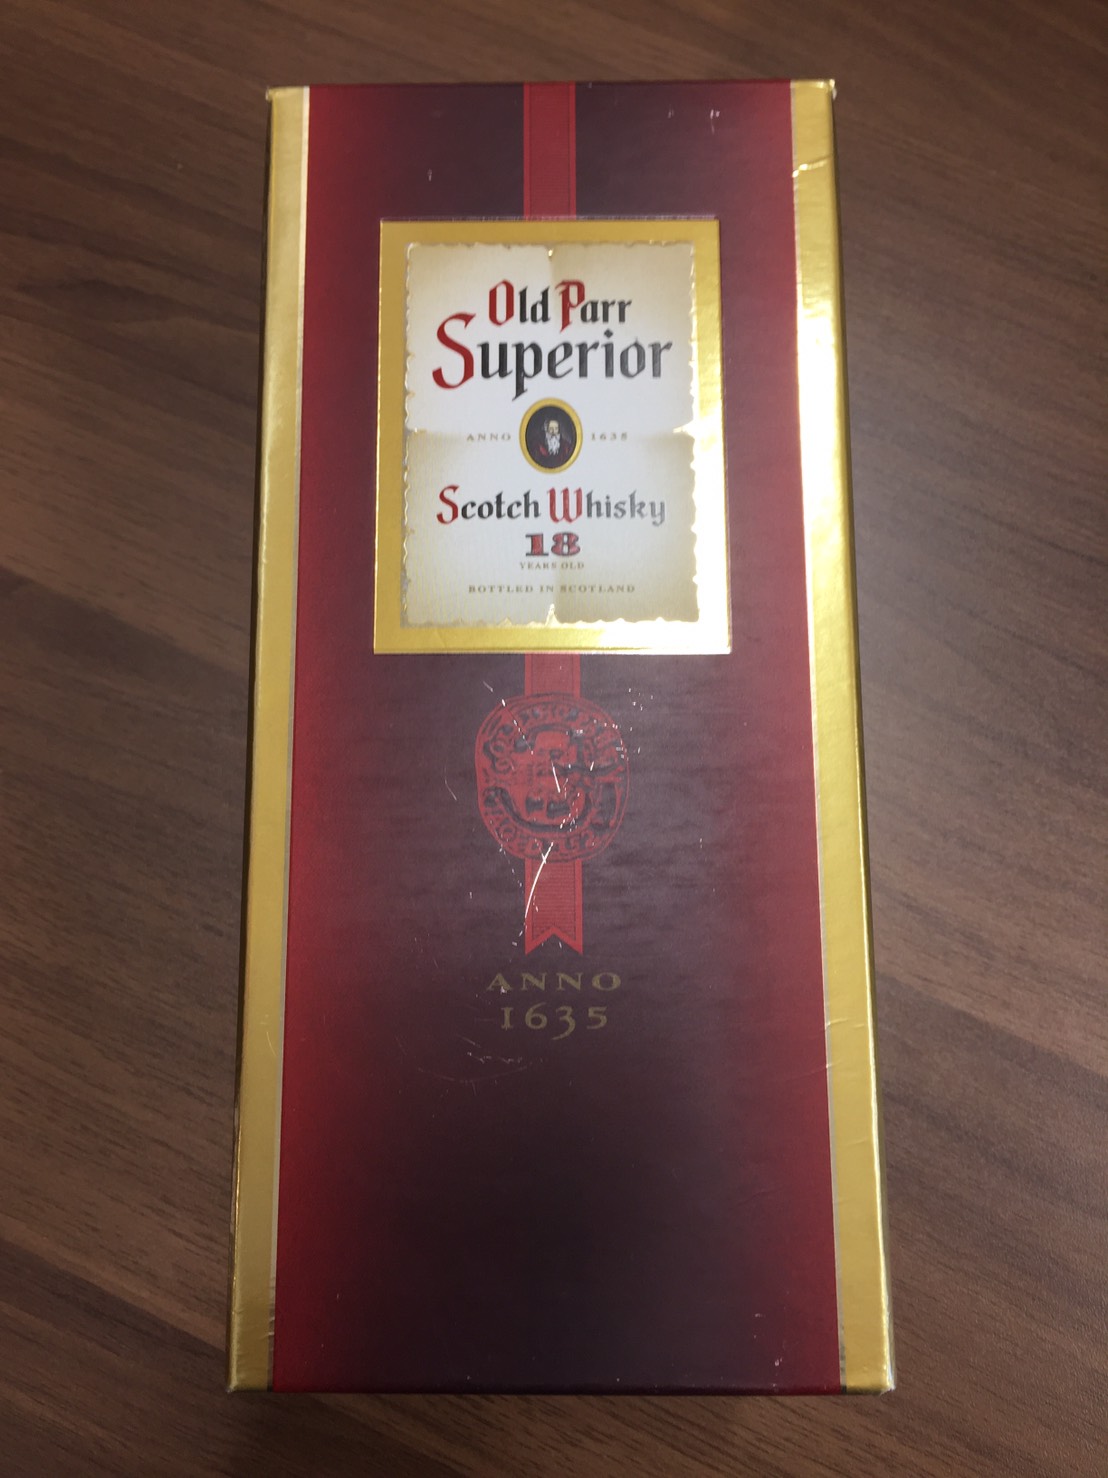 Old Parr
Superior
ANNO 1635
Scotch Whisky
18
YEARS OLD
BOTTLED IN SCOTLAND
ANNO
1635